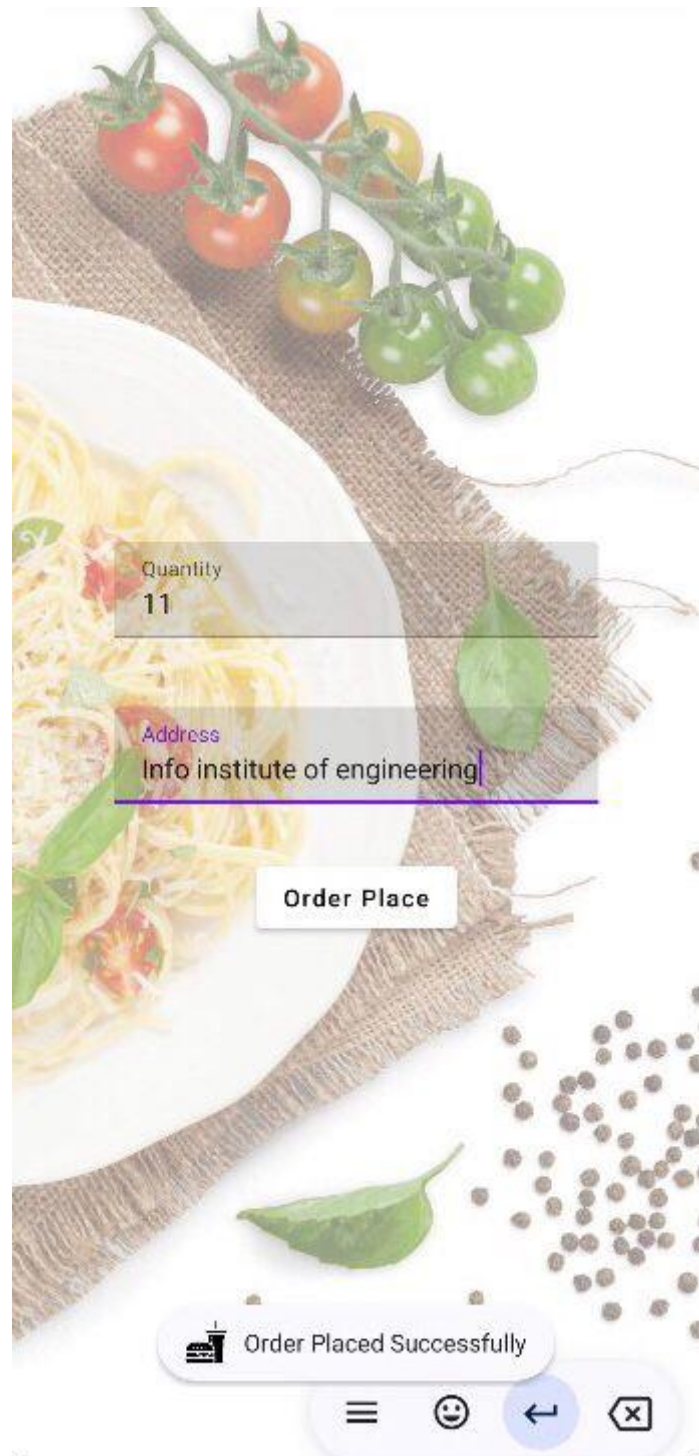 Quantity
11
Address
Info institute of engineering
Order Place
Order Placed Successfully